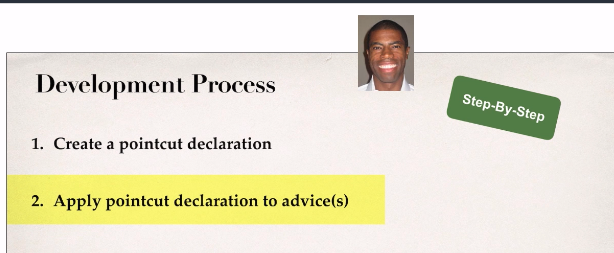 Development Process
Step-By-Step
1. Create a pointcut declaration
2. Apply pointcut declaration to advice(s)